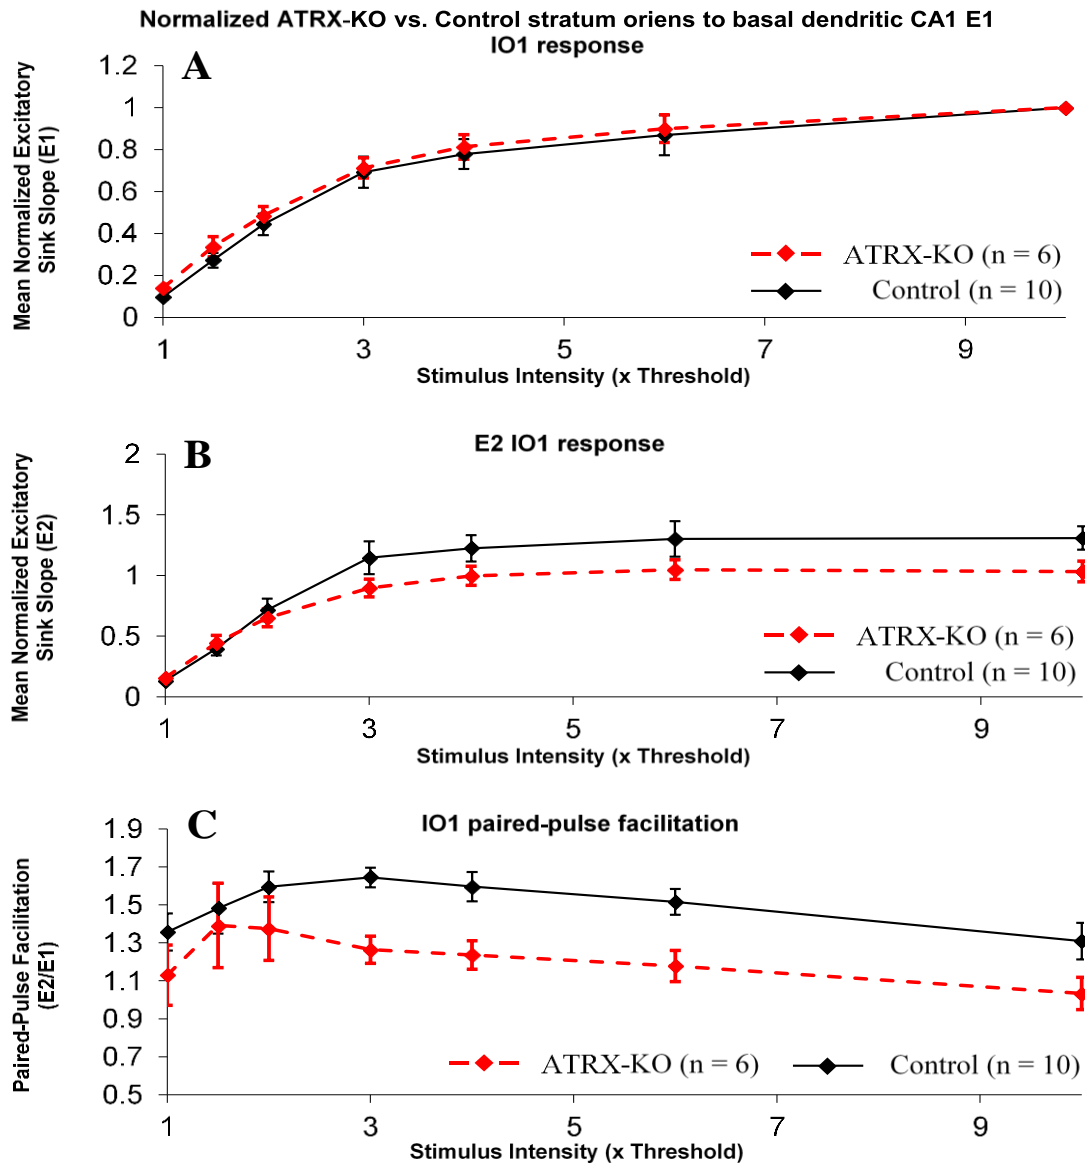 Normalized ATRX-KO vs. Control stratum oriens to basal dendritic CA1 E1
IO1 response
A
Mean Normalized Excitatory
Sink Slope (E1)
1.2
1
0.8
0.6
0.4
0.2
0
ATRX-KO (n = 6)
Control (n = 10)
1 3 5 7 9
Stimulus Intensity (x Threshold)
B
E2 IO1 response
Mean Normalized Excitatory
Sink Slope (E2)
2
1.5
1
0.5
0
ATRX-KO (n = 6)
Control (n = 10)
1 3 5 7 9
Stimulus Intensity (x Threshold)
C
IO1 paired-pulse facilitation
Paired-Pulse Facilitation
(E2/E1)
1.9
1.7
1.5
1.3
1.1
0.9
0.7
0.5
ATRX-KO (n = 6) Control (n = 10)
1 3 5 7 9
Stimulus Intensity (x Threshold)